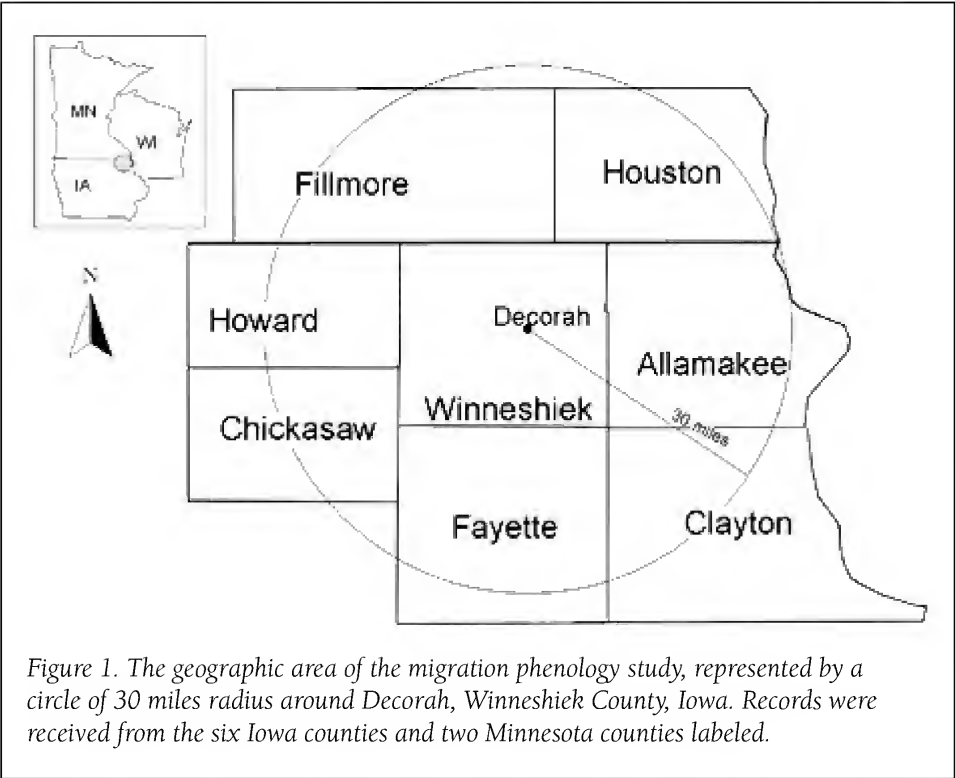 MN
WI
IA
N
Fillmore
Houston
Howard
Decorah
Allamakee
Winneshiek
Chickasaw
30 miles
Fayette
Clayton
Figure 1. The geographic area of the migration phenology study, represented by a
circle of 30 miles radius around Decorah, Winneshiek County, Iowa. Records were
received from the six Iowa counties and two Minnesota counties labeled.